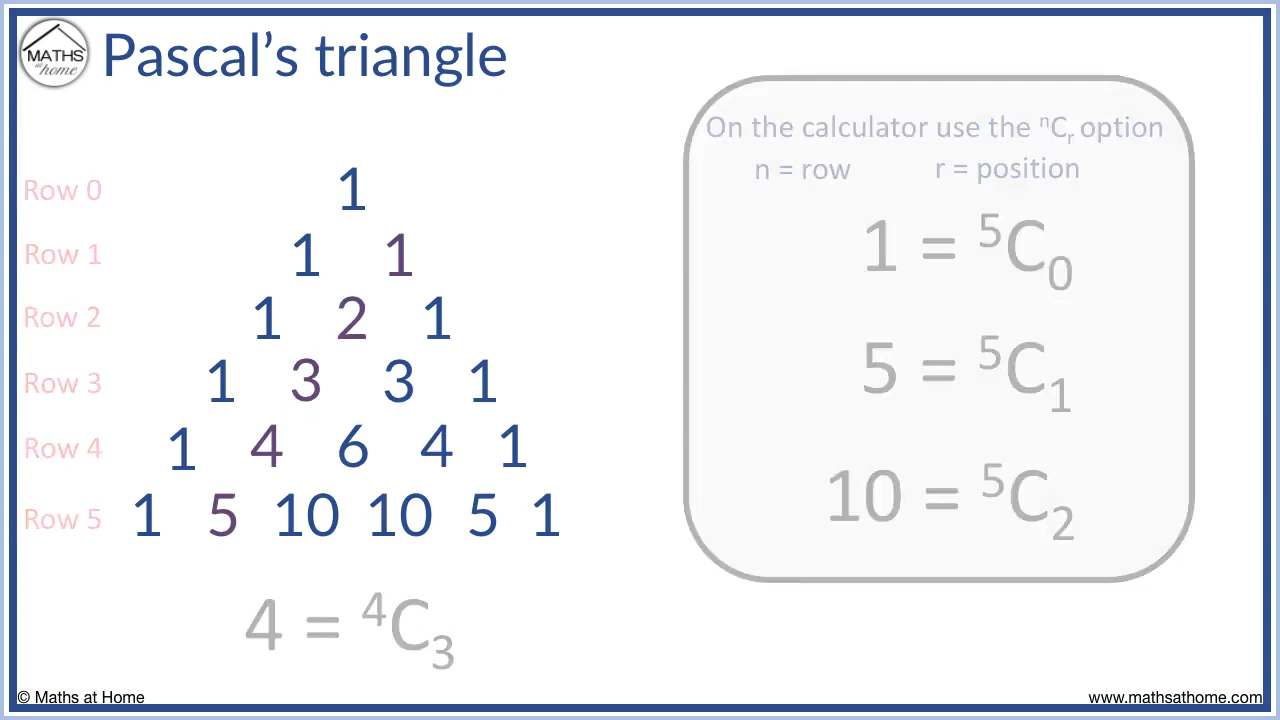 MATHS
at home
Pascal's triangle
On the calculator use the ⁿCᵣ option
n = row r = position
Row 0 1
Row 1 1 1
Row 2 1 2 1
Row 3 1 3 3 1
Row 4 1 4 6 4 1
Row 5 1 5 10 10 5 1
1 = ⁵C₀
5 = ⁵C₁
10 = ⁵C₂
4 = ⁴C₃
© Maths at Home
www.mathsathome.com